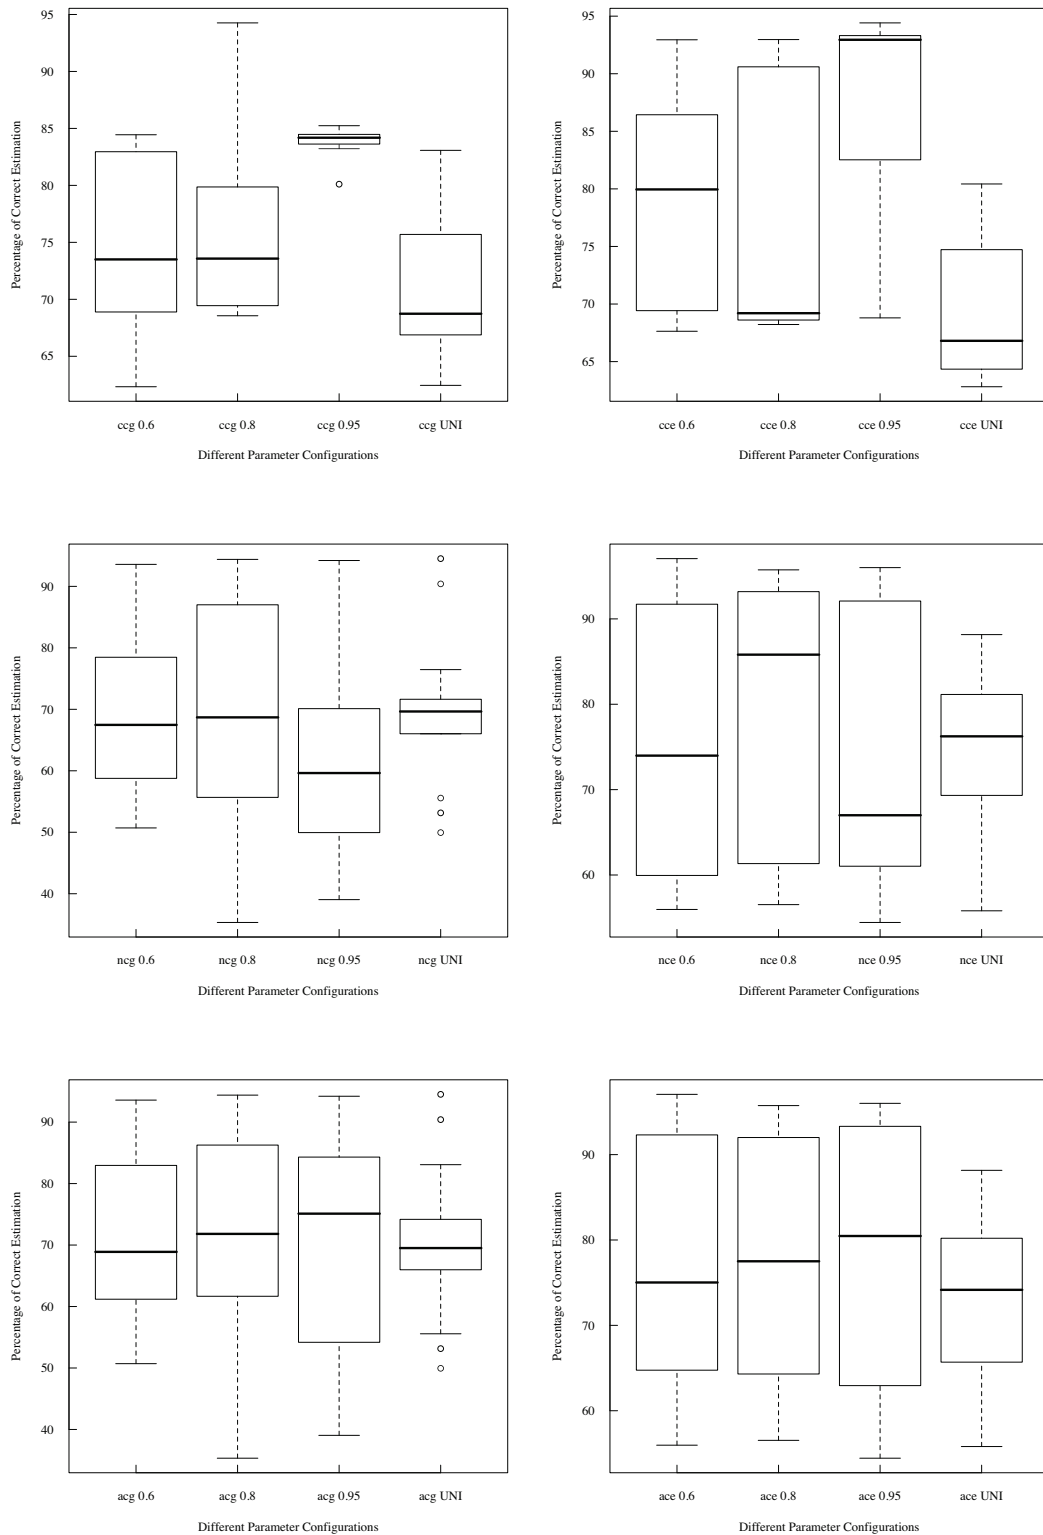 Percentage of Correct Estimation
95
90
85
80
75
70
65
ccg 0.6 ccg 0.8 ccg 0.95 ccg UNI
Different Parameter Configurations
Percentage of Correct Estimation
95
90
85
80
75
70
65
cce 0.6 cce 0.8 cce 0.95 cce UNI
Different Parameter Configurations
Percentage of Correct Estimation
90
80
70
60
50
40
ncg 0.6 ncg 0.8 ncg 0.95 ncg UNI
Different Parameter Configurations
Percentage of Correct Estimation
90
80
70
60
nce 0.6 nce 0.8 nce 0.95 nce UNI
Different Parameter Configurations
Percentage of Correct Estimation
90
80
70
60
50
40
acg 0.6 acg 0.8 acg 0.95 acg UNI
Different Parameter Configurations
Percentage of Correct Estimation
90
80
70
60
ace 0.6 ace 0.8 ace 0.95 ace UNI
Different Parameter Configurations